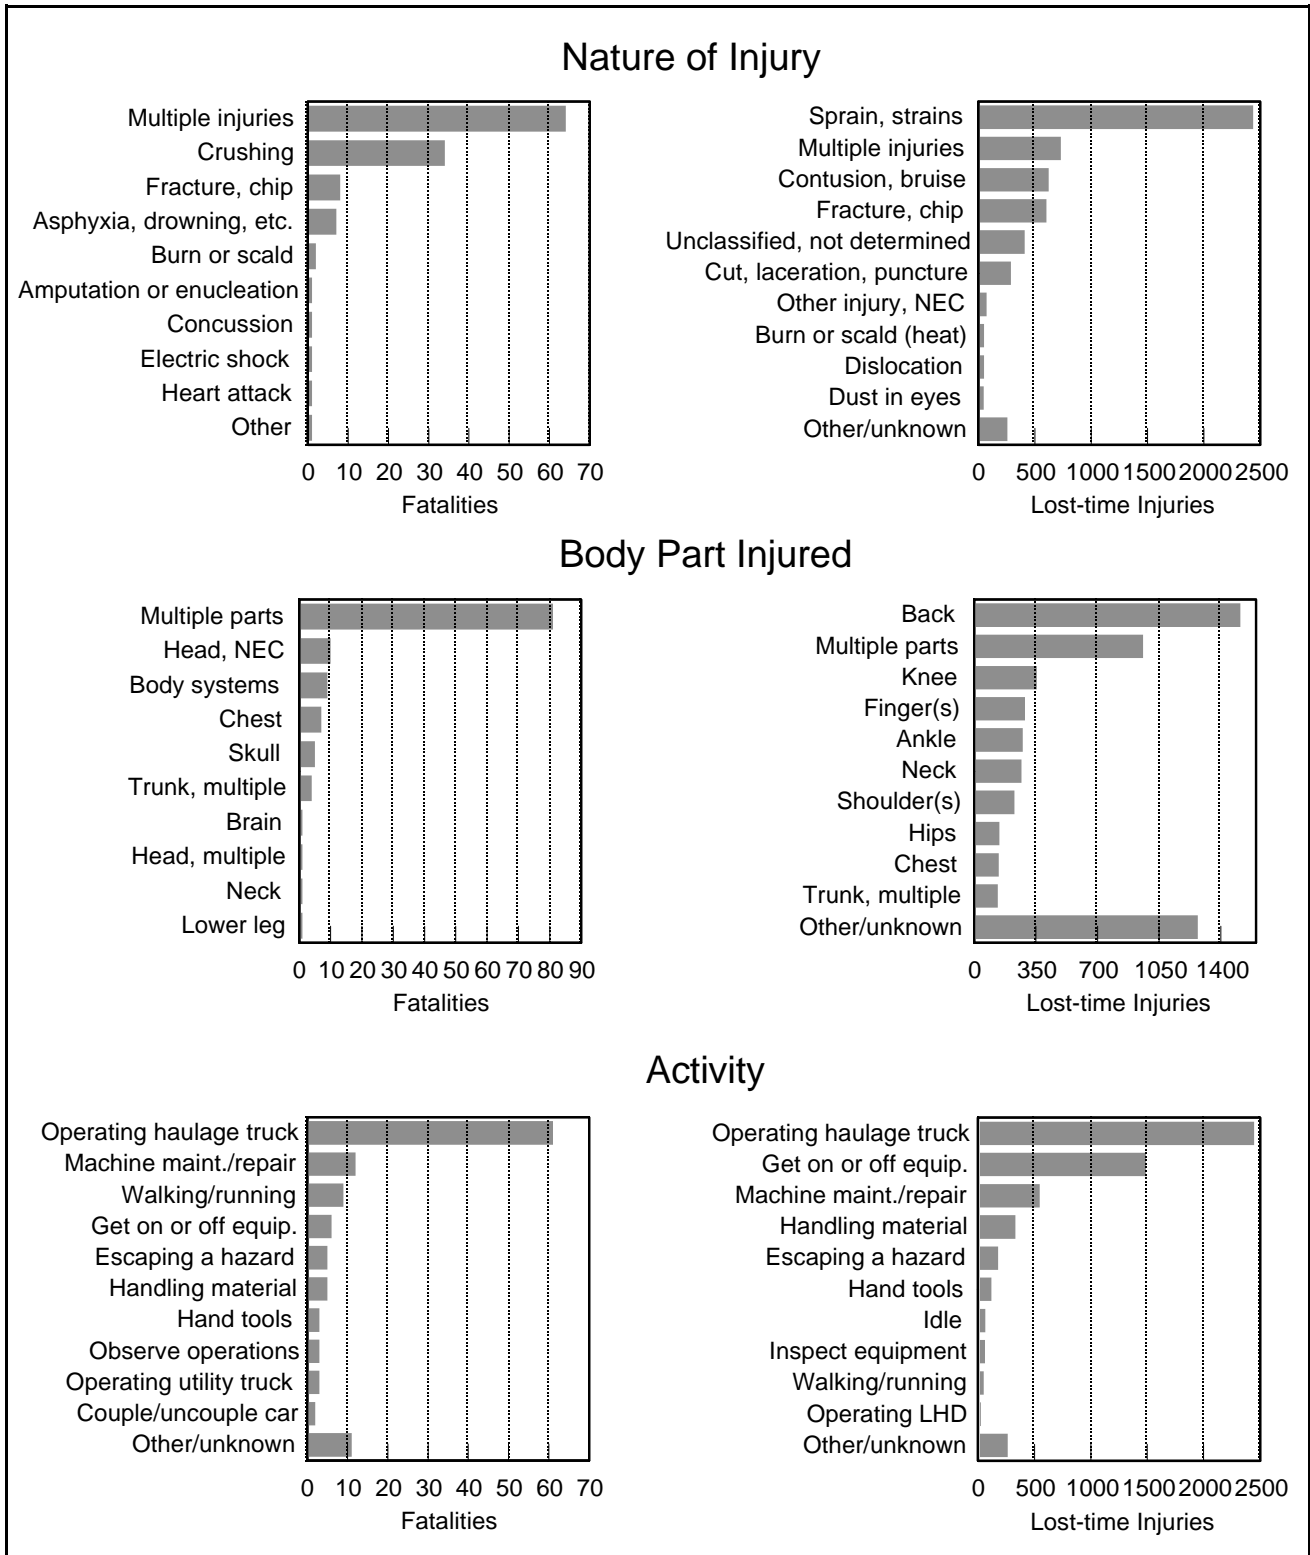 Nature of Injury
Multiple injuries
Crushing
Fracture, chip
Asphyxia, drowning, etc.
Burn or scald
Amputation or enucleation
Concussion
Electric shock
Heart attack
Other
0 10 20 30 40 50 60 70
Fatalities
Sprain, strains
Multiple injuries
Contusion, bruise
Fracture, chip
Unclassified, not determined
Cut, laceration, puncture
Other injury, NEC
Burn or scald (heat)
Dislocation
Dust in eyes
Other/unknown
0 500 1000 1500 2000 2500
Lost-time Injuries
Body Part Injured
Multiple parts
Head, NEC
Body systems
Chest
Skull
Trunk, multiple
Brain
Head, multiple
Neck
Lower leg
0 10 20 30 40 50 60 70 80 90
Fatalities
Back
Multiple parts
Knee
Finger(s)
Ankle
Neck
Shoulder(s)
Hips
Chest
Trunk, multiple
Other/unknown
0 350 700 1050 1400
Lost-time Injuries
Activity
Operating haulage truck
Machine maint./repair
Walking/running
Get on or off equip.
Escaping a hazard
Handling material
Hand tools
Observe operations
Operating utility truck
Couple/uncouple car
Other/unknown
0 10 20 30 40 50 60 70
Fatalities
Operating haulage truck
Get on or off equip.
Machine maint./repair
Handling material
Escaping a hazard
Hand tools
Idle
Inspect equipment
Walking/running
Operating LHD
Other/unknown
0 500 1000 1500 2000 2500
Lost-time Injuries